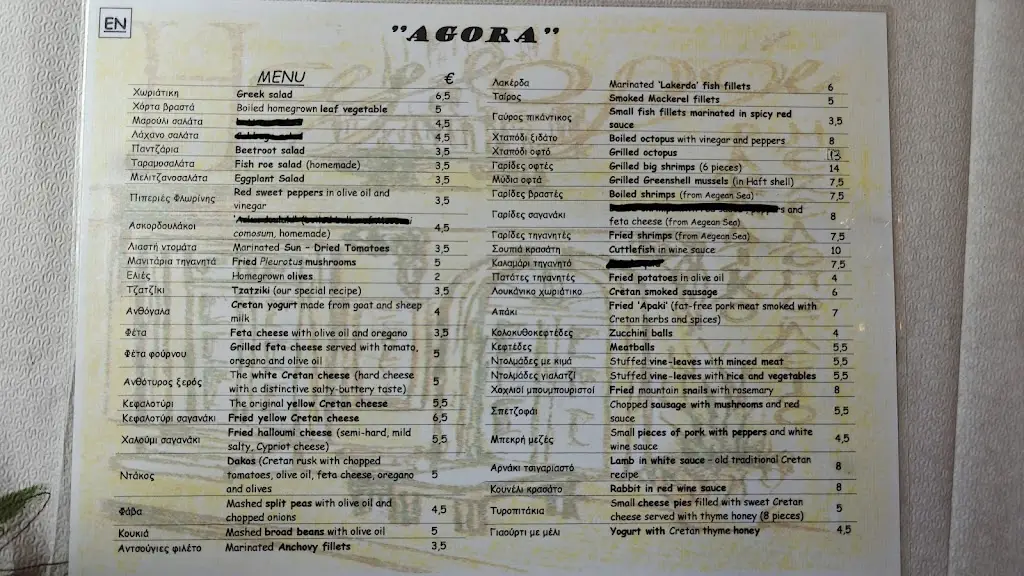 EN
"AGORA"
MENU €
Χωριάτικη Greek salad 6,5
Χόρτα βραστά Boiled homegrown leaf vegetable 5
Μαρούλι σαλάτα 4,5
Λάχανο σαλάτα 4,5
Παντζάρια Beetroot salad 3,5
Ταραμοσαλάτα Fish roe salad (homemade) 3,5
Μελιτζανοσαλάτα Eggplant Salad 3,5
Πιπεριές Φλωρίνης Red sweet peppers in olive oil and
vinegar 3,5
Ασκορδουλάκοι
comosum, homemade) 4,5
Λιαστή ντομάτα Marinated Sun – Dried Tomatoes 3,5
Μανιτάρια τηγανητά Fried Pleurotus mushrooms 5
Ελιές Homegrown olives 2
Τζατζίκι Tzatziki (our special recipe) 3,5
Ανθόγαλα Cretan yogurt made from goat and sheep
milk 4
Φέτα Feta cheese with olive oil and oregano 3,5
Φέτα φούρνου Grilled feta cheese served with tomato,
oregano and olive oil 5
Ανθότυρος ξερός The white Cretan cheese (hard cheese
with a distinctive salty-buttery taste) 5
Κεφαλοτύρι The original yellow Cretan cheese 5,5
Κεφαλοτύρι σαγανάκι Fried yellow Cretan cheese 6,5
Χαλούμι σαγανάκι Fried halloumi cheese (semi-hard, mild
salty, Cypriot cheese) 5,5
Ντάκος Dakos (Cretan rusk with chopped
tomatoes, olive oil, feta cheese, oregano
and olives 5
Φάβα Mashed split peas with olive oil and
chopped onions 4,5
Κουκιά Mashed broad beans with olive oil 5
Αντσούγιες φιλέτο Marinated Anchovy fillets 3,5
Λακέρδα Marinated 'Lakerda' fish fillets 6
Ταίρος Smoked Mackerel fillets 5
Γαύρος πικάντικος Small fish fillets marinated in spicy red
sauce 3,5
Χταπόδι ξιδάτο Boiled octopus with vinegar and peppers 8
Χταπόδι οφτό Grilled octopus 13
Γαρίδες οφτές Grilled big shrimps (6 pieces) 14
Μύδια οφτά Grilled Greenshell mussels (in Haft shell) 7,5
Γαρίδες βραστές Boiled shrimps (from Aegean Sea) 7,5
Γαρίδες σαγανάκι and
feta cheese (from Aegean Sea) 8
Γαρίδες τηγανητές Fried shrimps (from Aegean Sea) 7,5
Σουπιά κρασάτη Cuttlefish in wine sauce 10
Καλαμάρι τηγανητό 7,5
Πατάτες τηγανητές Fried potatoes in olive oil 4
Λουκάνικο χωριάτικο Cretan smoked sausage 6
Απάκι Fried 'Apaki' (fat-free pork meat smoked with
Cretan herbs and spices) 7
Κολοκυθοκεφτέδες Zucchini balls 4
Κεφτέδες Meatballs 5,5
Ντολμάδες με κιμά Stuffed vine-leaves with minced meat 5,5
Ντολμάδες γιαλατζί Stuffed vine-leaves with rice and vegetables 5,5
Χοχλιοί μπουμπουριστοί Fried mountain snails with rosemary 8
Σπετζοφάι Chopped sausage with mushrooms and red
sauce 5,5
Μπεκρή μεζές Small pieces of pork with peppers and white
wine sauce 4,5
Αρνάκι τσιγαριαστό Lamb in white sauce – old traditional Cretan
recipe 8
Κουνέλι κρασάτο Rabbit in red wine sauce 8
Τυροπιτάκια Small cheese pies filled with sweet Cretan
cheese served with thyme honey (8 pieces) 5
Γιαούρτι με μέλι Yogurt with Cretan thyme honey 4,5